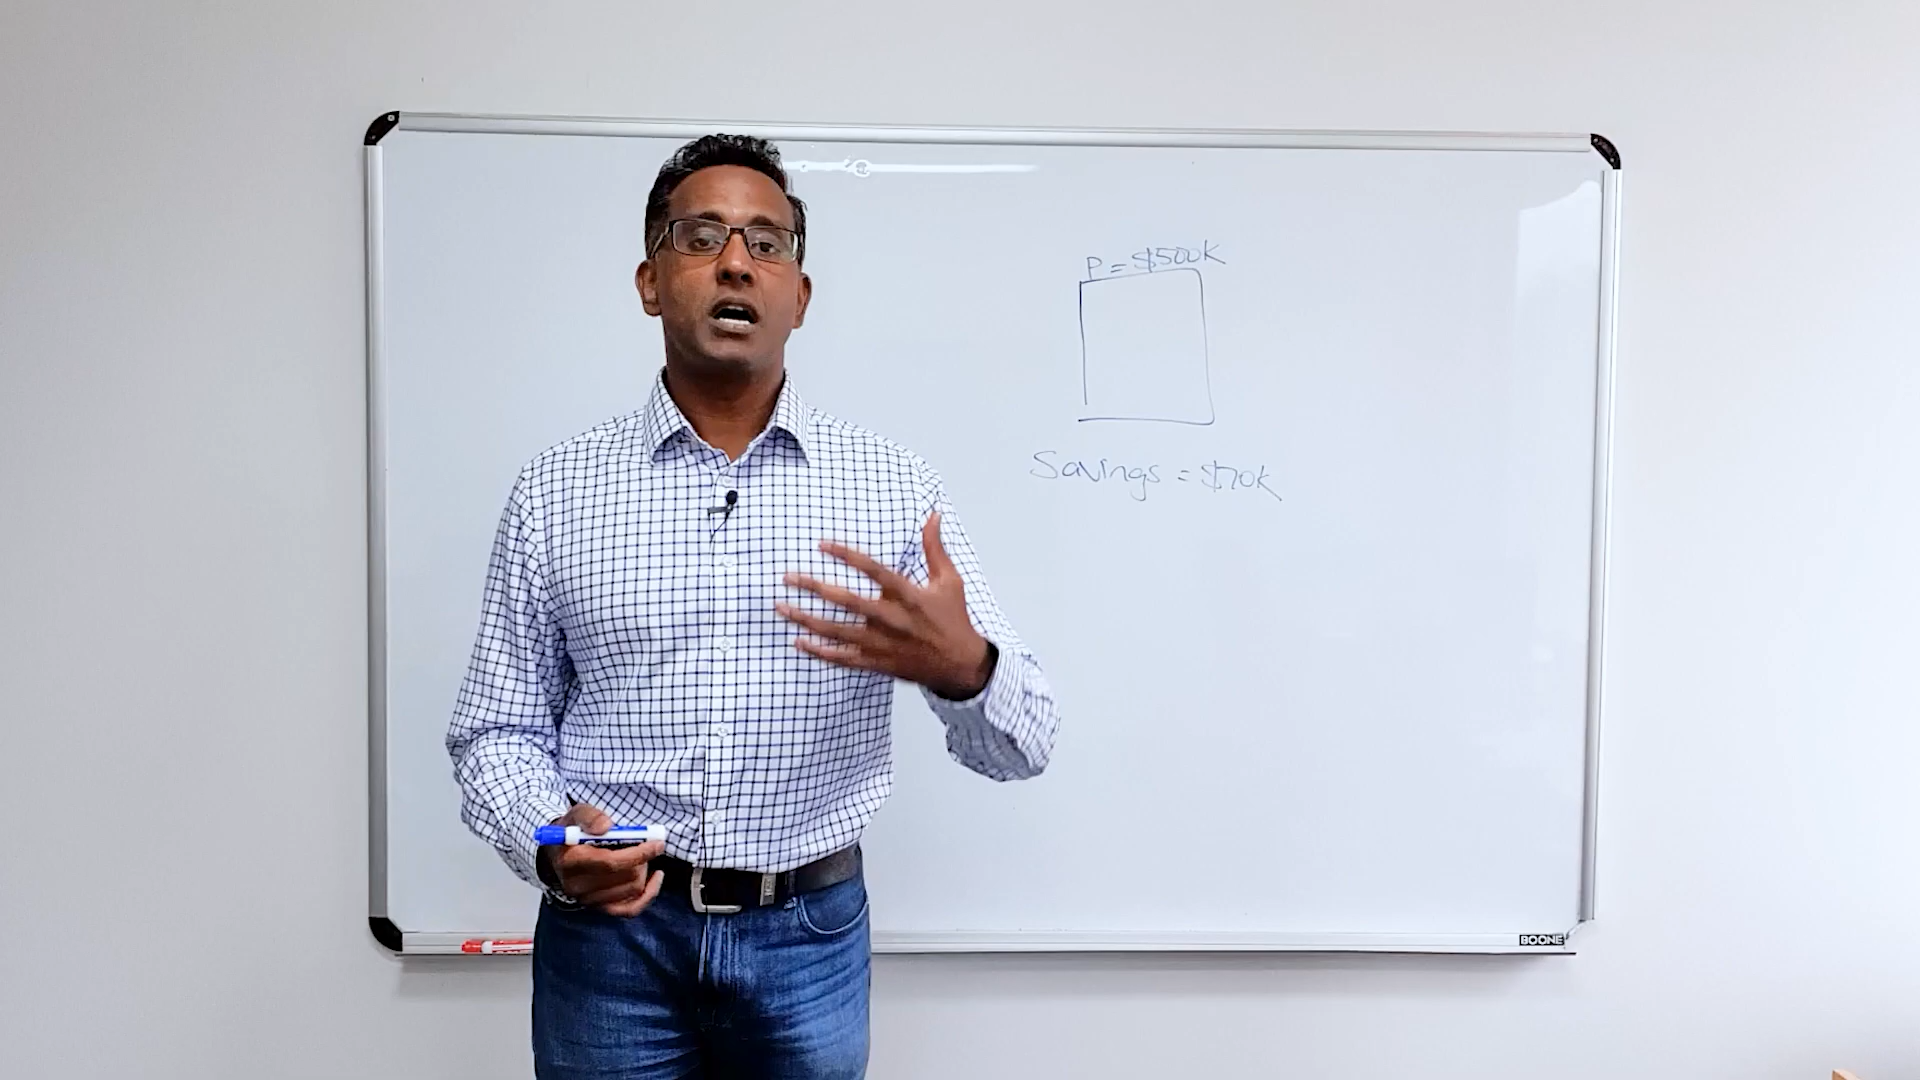 P = $500K
Savings = $70K
BOONE